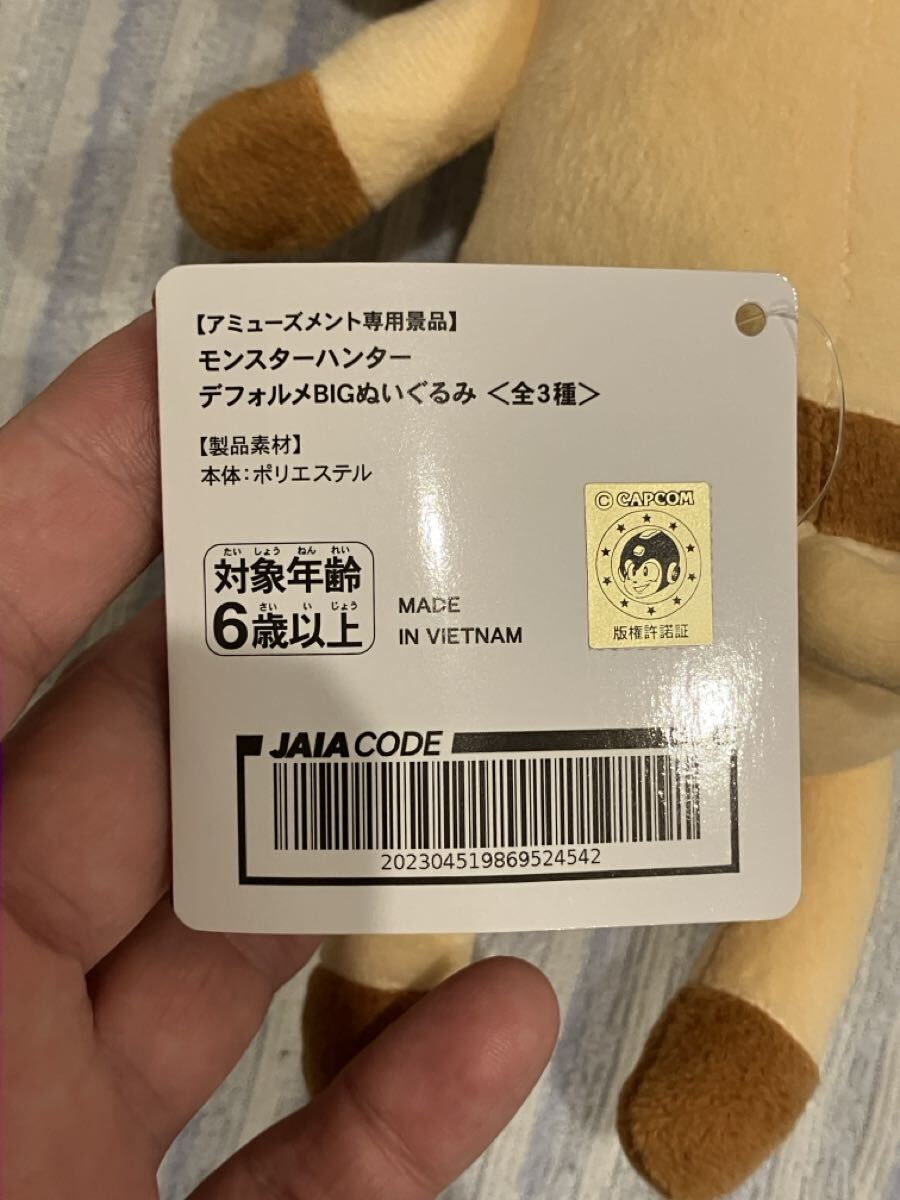 【アミューズメント専用景品】
モンスターハンター
デフォルメBIGぬいぐるみ <全3種>
【製品素材】
本体:ポリエステル
たい しょう ねん れい
対象年齢
さい い じょう
6歳以上
MADE
IN VIETNAM
© CAPCOM
版権許諾証
JAIA CODE
202304519869524542